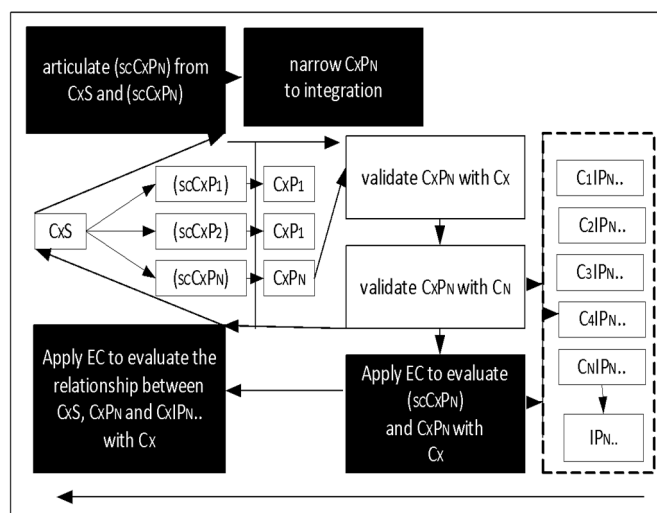 articulate (scCxPN) from
CxS and (scCxPN)
narrow CxPN
to integration
(scCxP1)
CxP1
validate CxPN with Cx
C1IPN..
CxS
(scCxP2)
CxP1
C2IPN..
(scCxPN)
CxPN
validate CxPN with CN
C3IPN..
C4IPN..
Apply EC to evaluate the
relationship between
CxS, CxPN and CxIPN..
with Cx
Apply EC to evaluate
(scCxPN)
and CxPN with
Cx
CNIPN..
IPN..